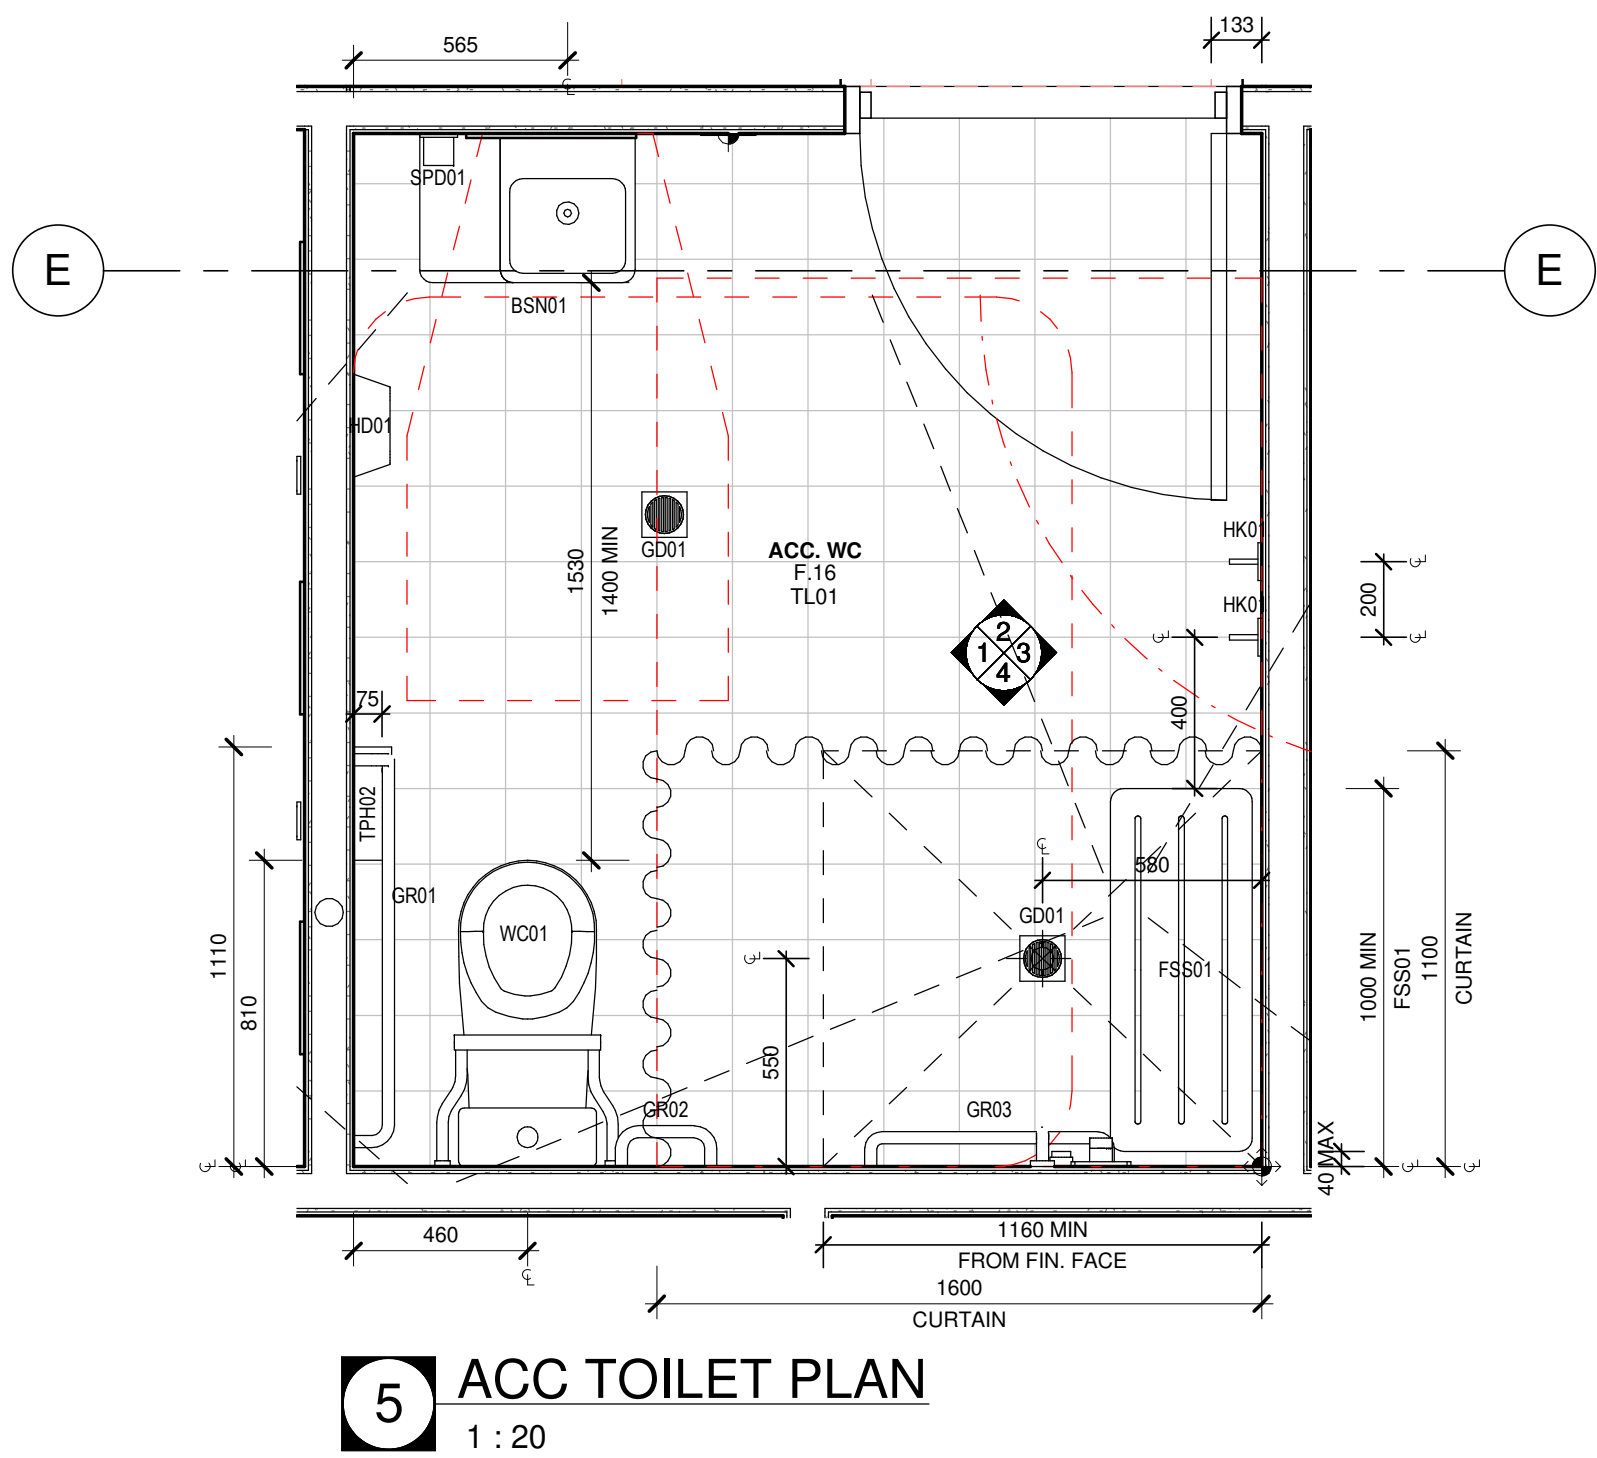 565
133
SPD01
E
E
BSN01
HD01
GD01
1530
1400 MIN
ACC. WC
F.16
TL01
HK01
HK01
200
2
1 3
4
400
75
TPH02
GR01
WC01
580
GD01
FSS01
1110
810
550
1000 MIN
FSS01
1100
CURTAIN
GR02
GR03
40 MAX
460
1160 MIN
FROM FIN. FACE
1600
CURTAIN
5
ACC TOILET PLAN
1 : 20